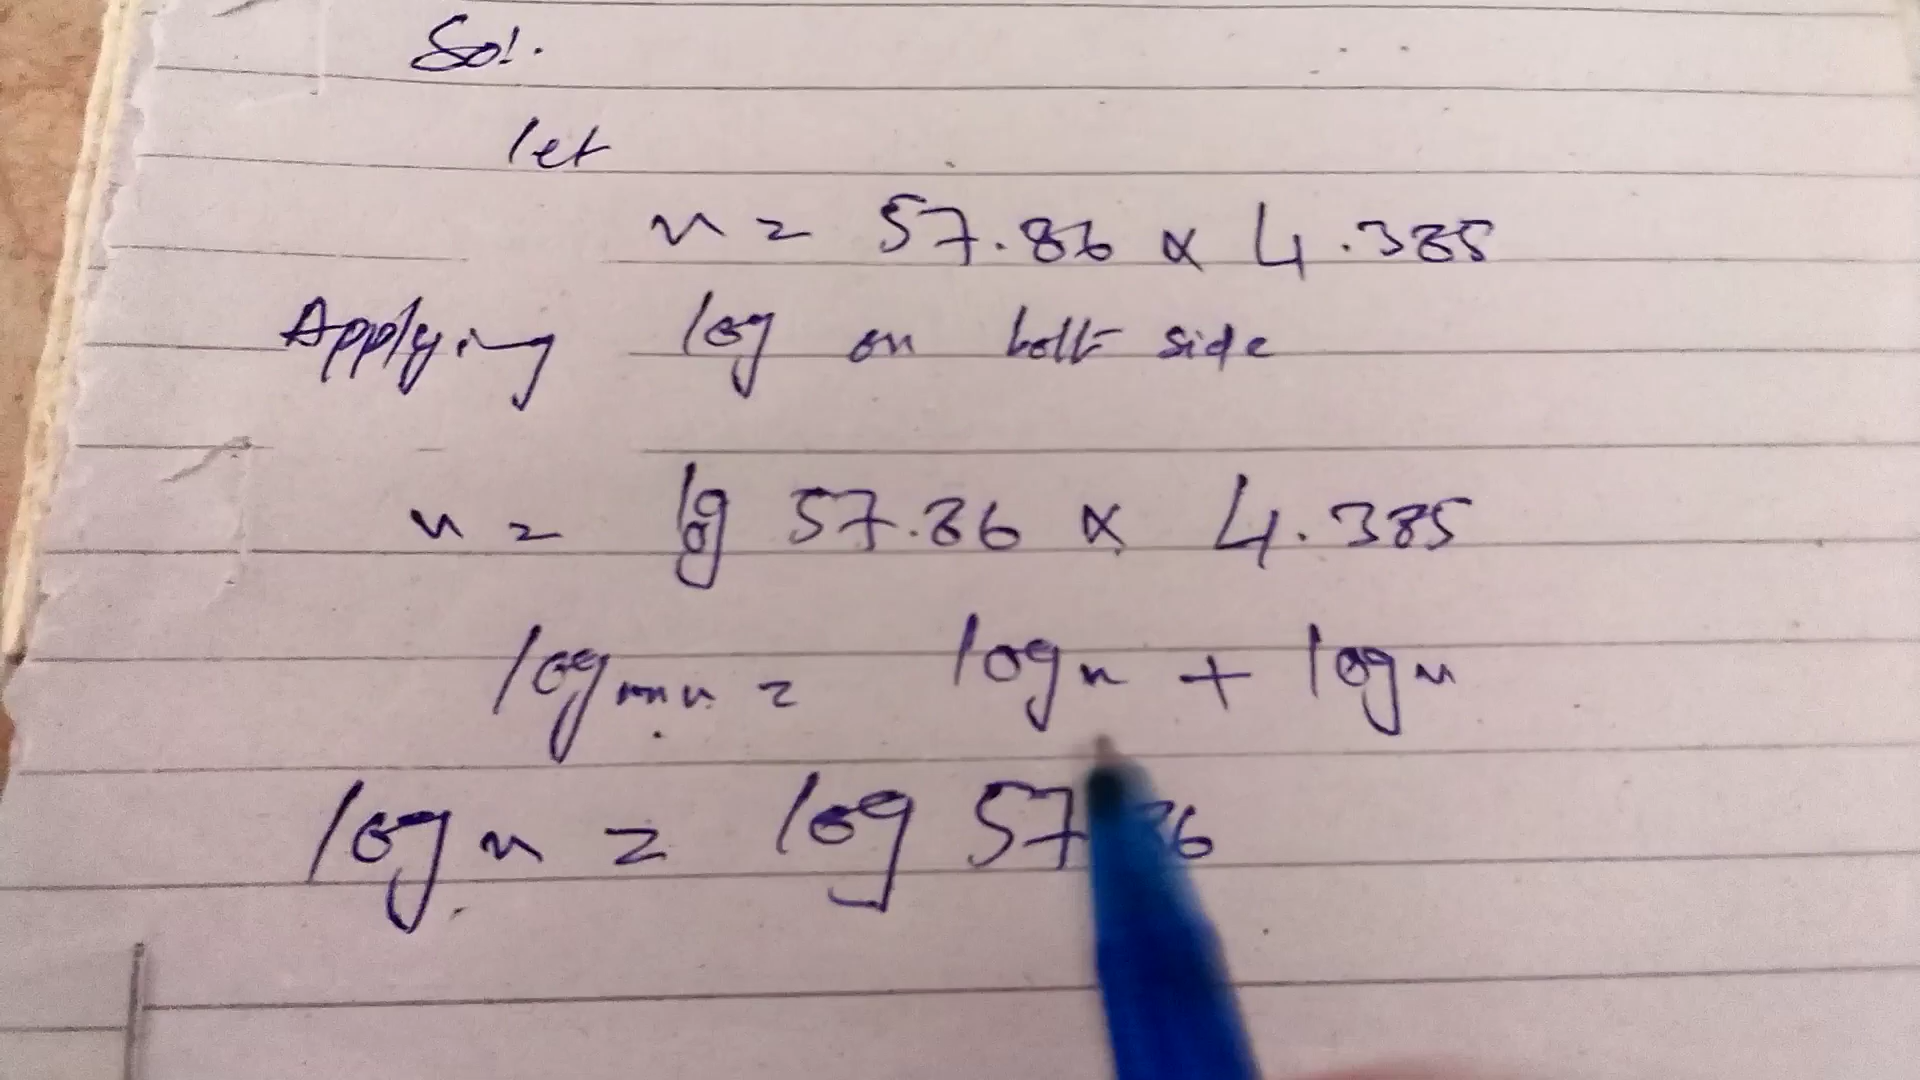 Sol.
let
n = 57.86 x 4.385
Applying log on both side
n = log 57.86 x 4.385
log mn = log n + log n
log n = log 57 6